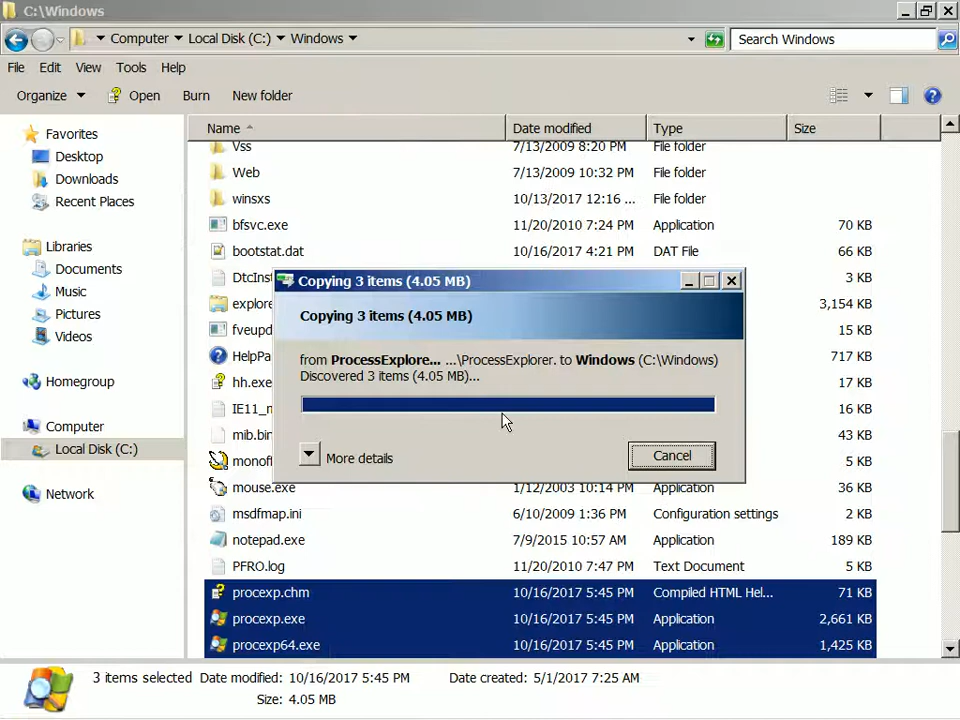 C:\Windows
Computer Local Disk (C:) Windows Search Windows
File Edit View Tools Help
Organize Open Burn New folder
Name Date modified Type Size
Favorites
Desktop
Downloads
Recent Places
Libraries
Documents
Music
Pictures
Videos
Homegroup
Computer
Local Disk (C:)
Network
Vss 7/13/2009 8:20 PM File folder
Web 7/13/2009 10:32 PM File folder
winsxs 10/13/2017 12:16 ... File folder
bfsvc.exe 11/20/2010 7:24 PM Application 70 KB
bootstat.dat 10/16/2017 4:21 PM DAT File 66 KB
DtcInst 3 KB
explore 3,154 KB
fveupd 15 KB
HelpPa 717 KB
hh.exe 17 KB
IE11_m 16 KB
mib.bin 43 KB
monoff 5 KB
mouse.exe 1/12/2003 10:14 PM Application 36 KB
msdfmap.ini 6/10/2009 1:36 PM Configuration settings 2 KB
notepad.exe 7/9/2015 10:57 AM Application 189 KB
PFRO.log 11/20/2010 7:47 PM Text Document 5 KB
procexp.chm 10/16/2017 5:45 PM Compiled HTML Hel... 71 KB
procexp.exe 10/16/2017 5:45 PM Application 2,661 KB
procexp64.exe 10/16/2017 5:45 PM Application 1,425 KB
Copying 3 items (4.05 MB)
Copying 3 items (4.05 MB)
from ProcessExplore... ...\ProcessExplorer. to Windows (C:\Windows)
Discovered 3 items (4.05 MB)...
More details Cancel
3 items selected Date modified: 10/16/2017 5:45 PM Date created: 5/1/2017 7:25 AM
Size: 4.05 MB